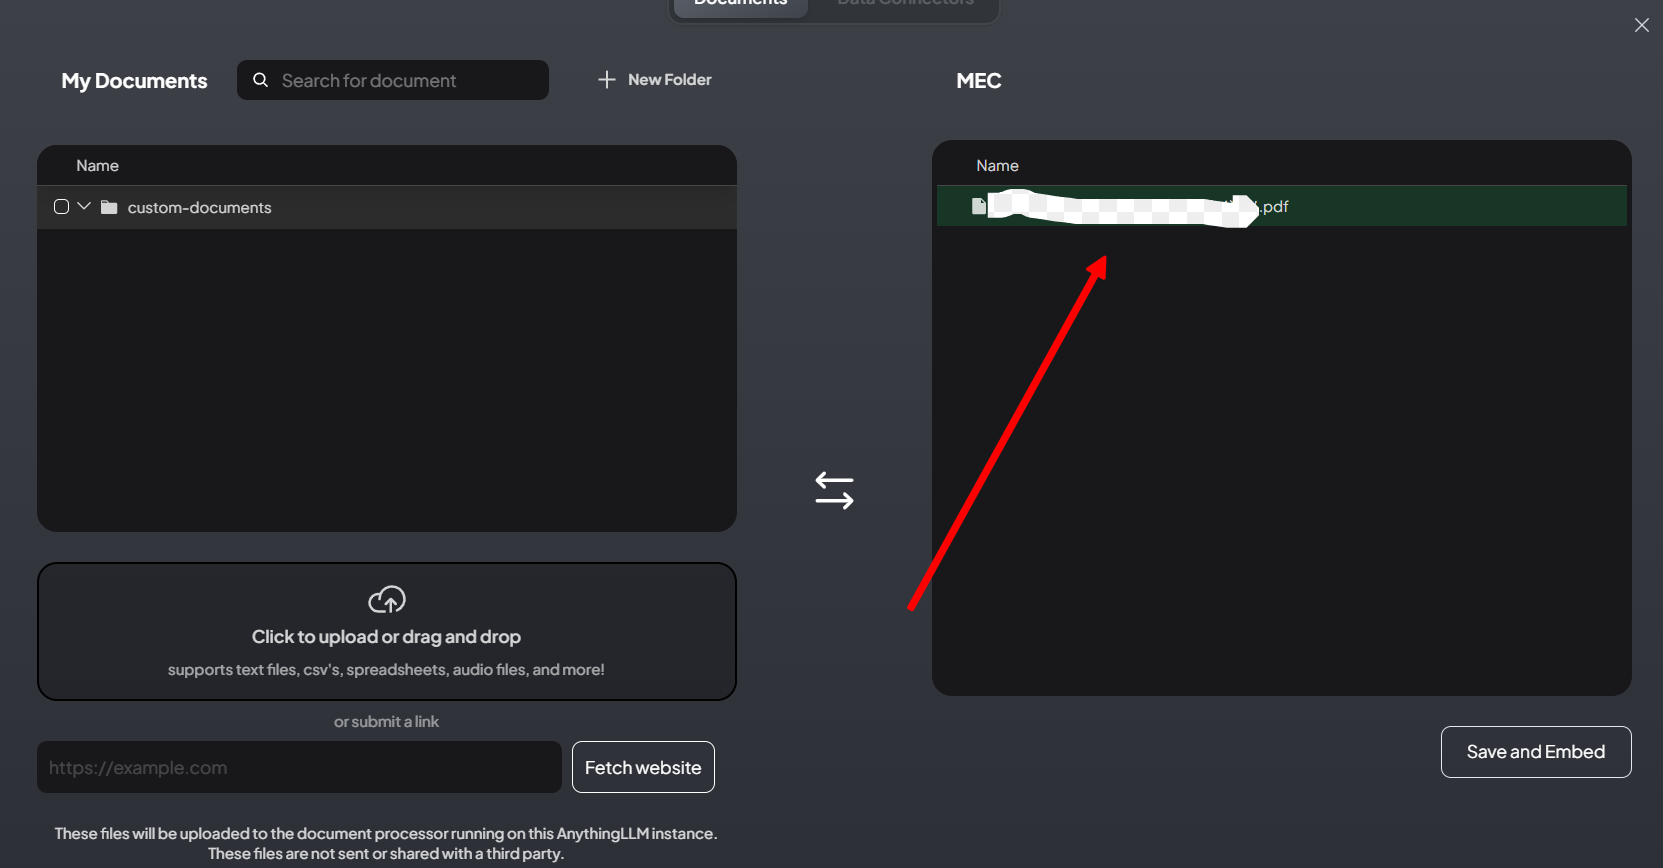 Documents
Data Connectors
My Documents
Search for document
New Folder
MEC
Name
custom-documents
Name
.pdf
Click to upload or drag and drop
supports text files, csv's, spreadsheets, audio files, and more!
or submit a link
https://example.com
Fetch website
Save and Embed
These files will be uploaded to the document processor running on this AnythingLLM instance.
These files are not sent or shared with a third party.